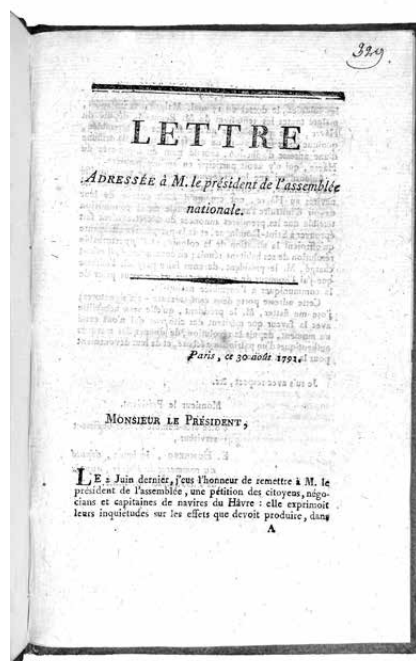 329
LETTRE
ADRESSÉE à M. le président de l'assemblée
nationale.
Paris, ce 30 août 1791.
MONSIEUR LE PRÉSIDENT,
LE 2 Juin dernier, j'eus l'honneur de remettre à M. le
président de l'assemblée, une pétition des citoyens, négo-
cians et capitaines de navires du Hâvre : elle exprimoit
leurs inquietudes sur les effets que devoit produire, dans
A